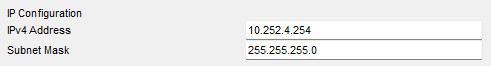 IP Configuration
IPv4 Address 10.252.4.254
Subnet Mask 255.255.255.0